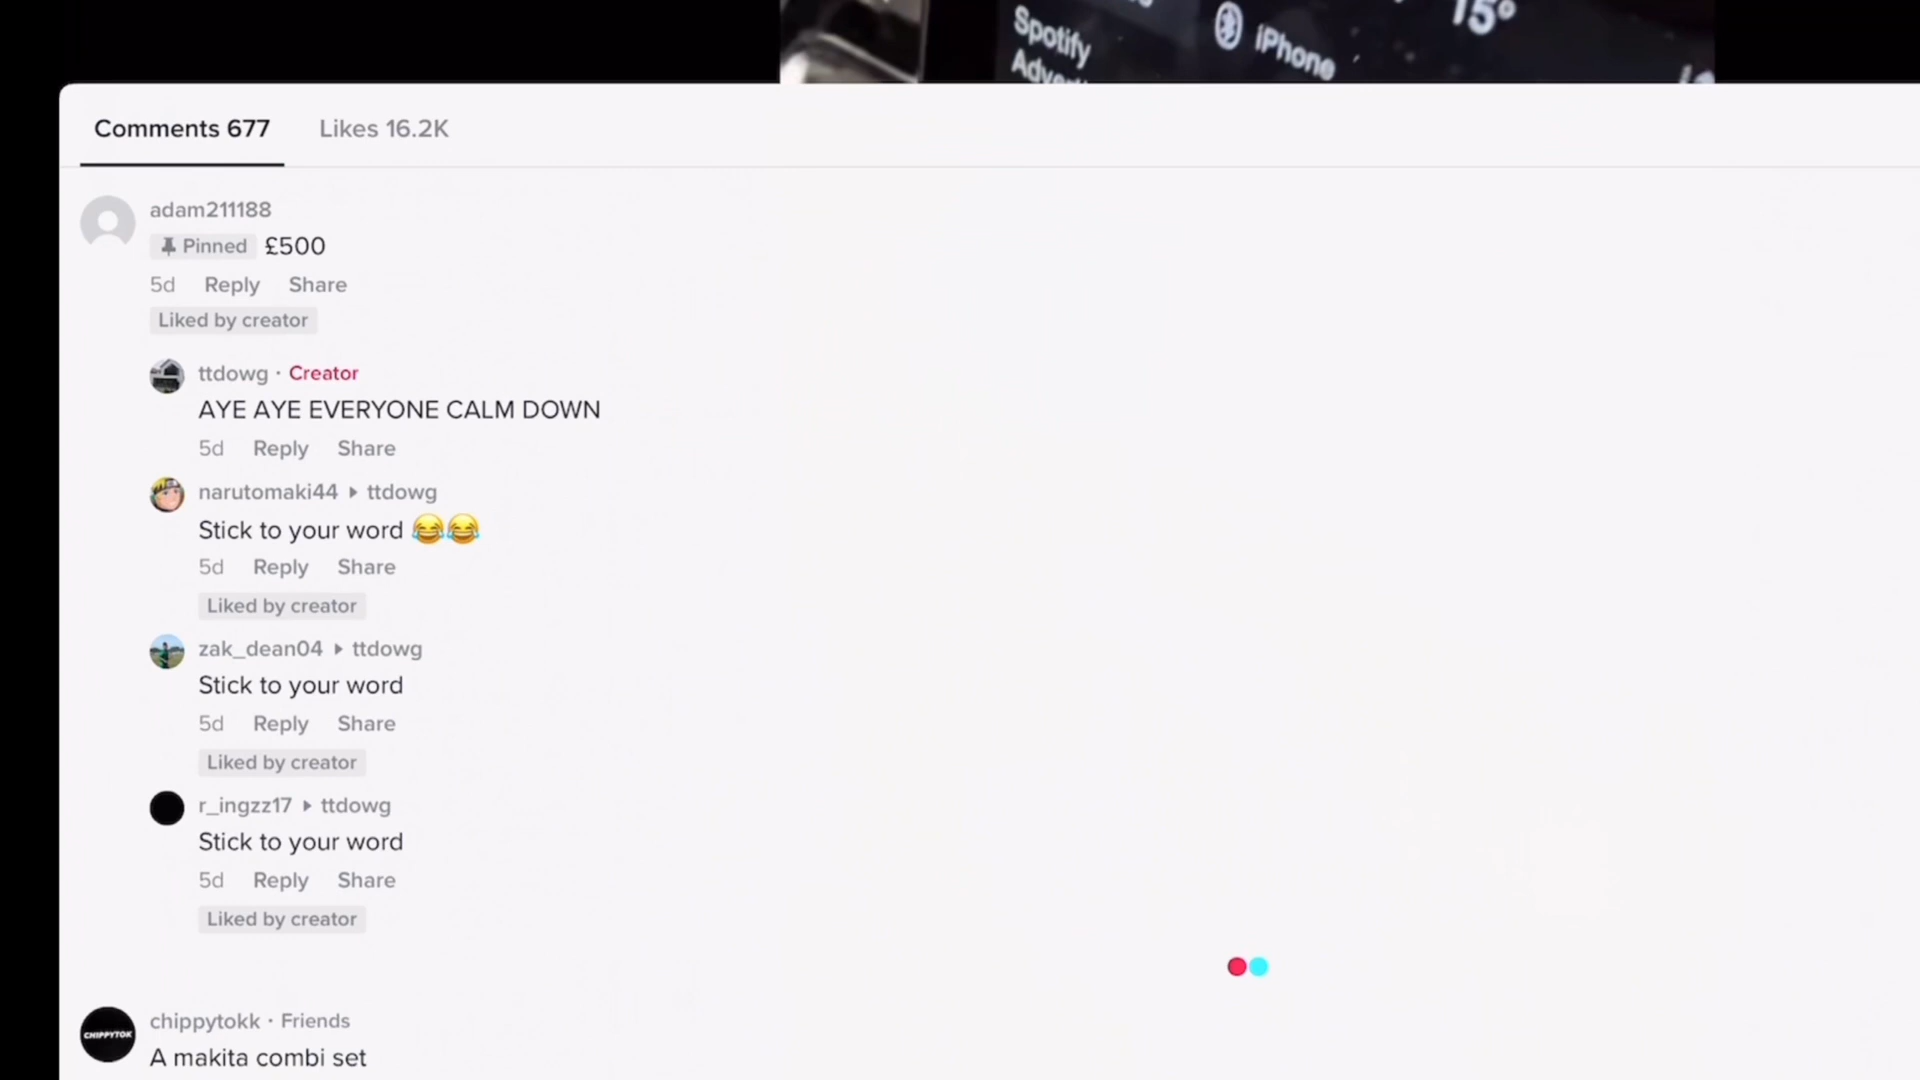 Spotify
iPhone
15°
Comments 677
Likes 16.2K
adam211188
Pinned £500
5d Reply Share
Liked by creator
ttdowg · Creator
AYE AYE EVERYONE CALM DOWN
5d Reply Share
narutomaki44 ▸ ttdowg
Stick to your word 😂😂
5d Reply Share
Liked by creator
zak_dean04 ▸ ttdowg
Stick to your word
5d Reply Share
Liked by creator
r_ingzz17 ▸ ttdowg
Stick to your word
5d Reply Share
Liked by creator
CHIPPYTOK
chippytokk · Friends
A makita combi set